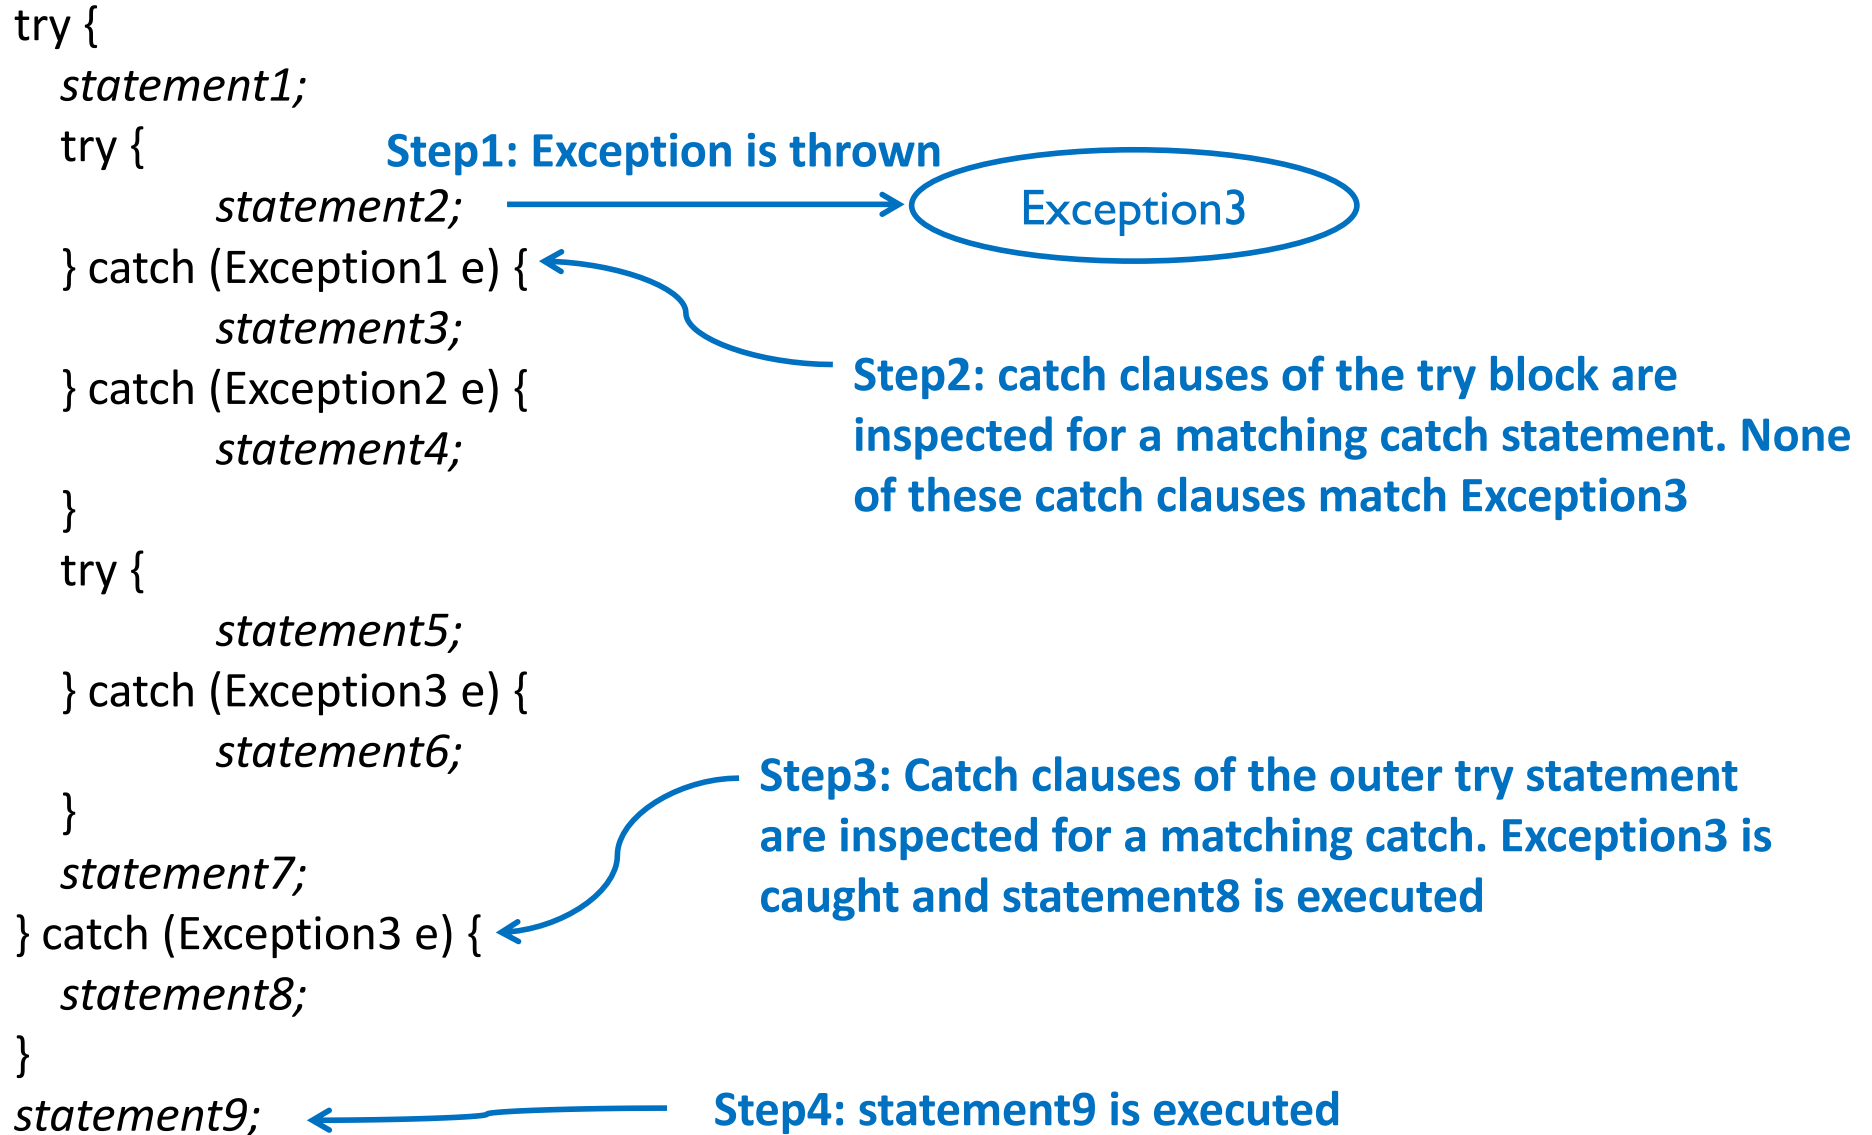 try {
statement1;
try {
Step1: Exception is thrown
statement2;
Exception3
} catch (Exception1 e) {
statement3;
} catch (Exception2 e) {
Step2: catch clauses of the try block are
inspected for a matching catch statement. None
of these catch clauses match Exception3
statement4;
}
try {
statement5;
} catch (Exception3 e) {
statement6;
}
Step3: Catch clauses of the outer try statement
are inspected for a matching catch. Exception3 is
caught and statement8 is executed
statement7;
} catch (Exception3 e) {
statement8;
}
statement9;
Step4: statement9 is executed